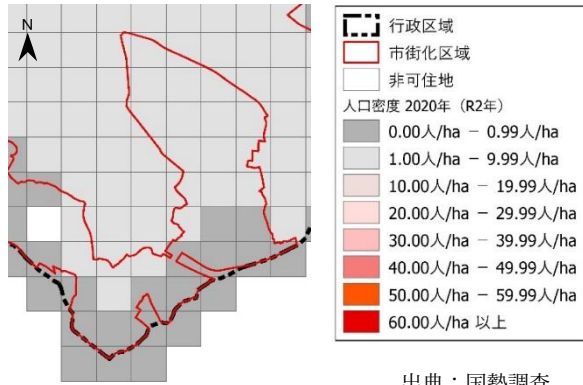 N
行政区域
市街化区域
非可住地
人口密度 2020年（R2年）
0.00人/ha － 0.99人/ha
1.00人/ha － 9.99人/ha
10.00人/ha － 19.99人/ha
20.00人/ha － 29.99人/ha
30.00人/ha － 39.99人/ha
40.00人/ha － 49.99人/ha
50.00人/ha － 59.99人/ha
60.00人/ha 以上
出典：国勢調査